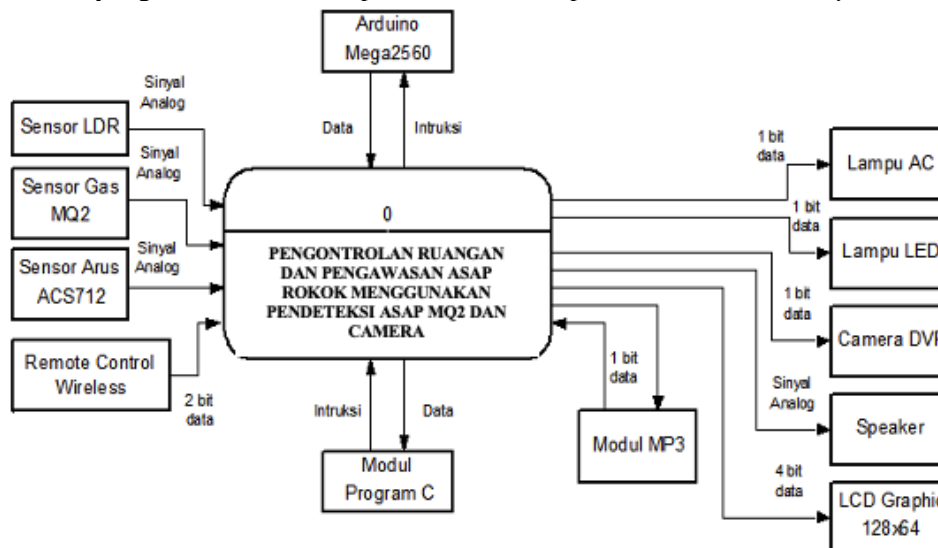 Arduino
Mega2560
Sinyal
Analog
Sensor LDR
Data
Intruksi
1 bit
data
Lampu AC
Sinyal
Analog
Sensor Gas
MQ2
0
1 bit
data
Lampu LED
Sinyal
Analog
Sensor Arus
ACS712
PENGONTROLAN RUANGAN
DAN PENGAWASAN ASAP
ROKOK MENGGUNAKAN
PENDETEKSI ASAP MQ2 DAN
CAMERA
1 bit
data
Camera DVR
Remote Control
Wireless
2 bit
data
Intruksi
Data
1 bit
data
Sinyal
Analog
Speaker
Modul MP3
Modul
Program C
4 bit
data
LCD Graphic
128x64